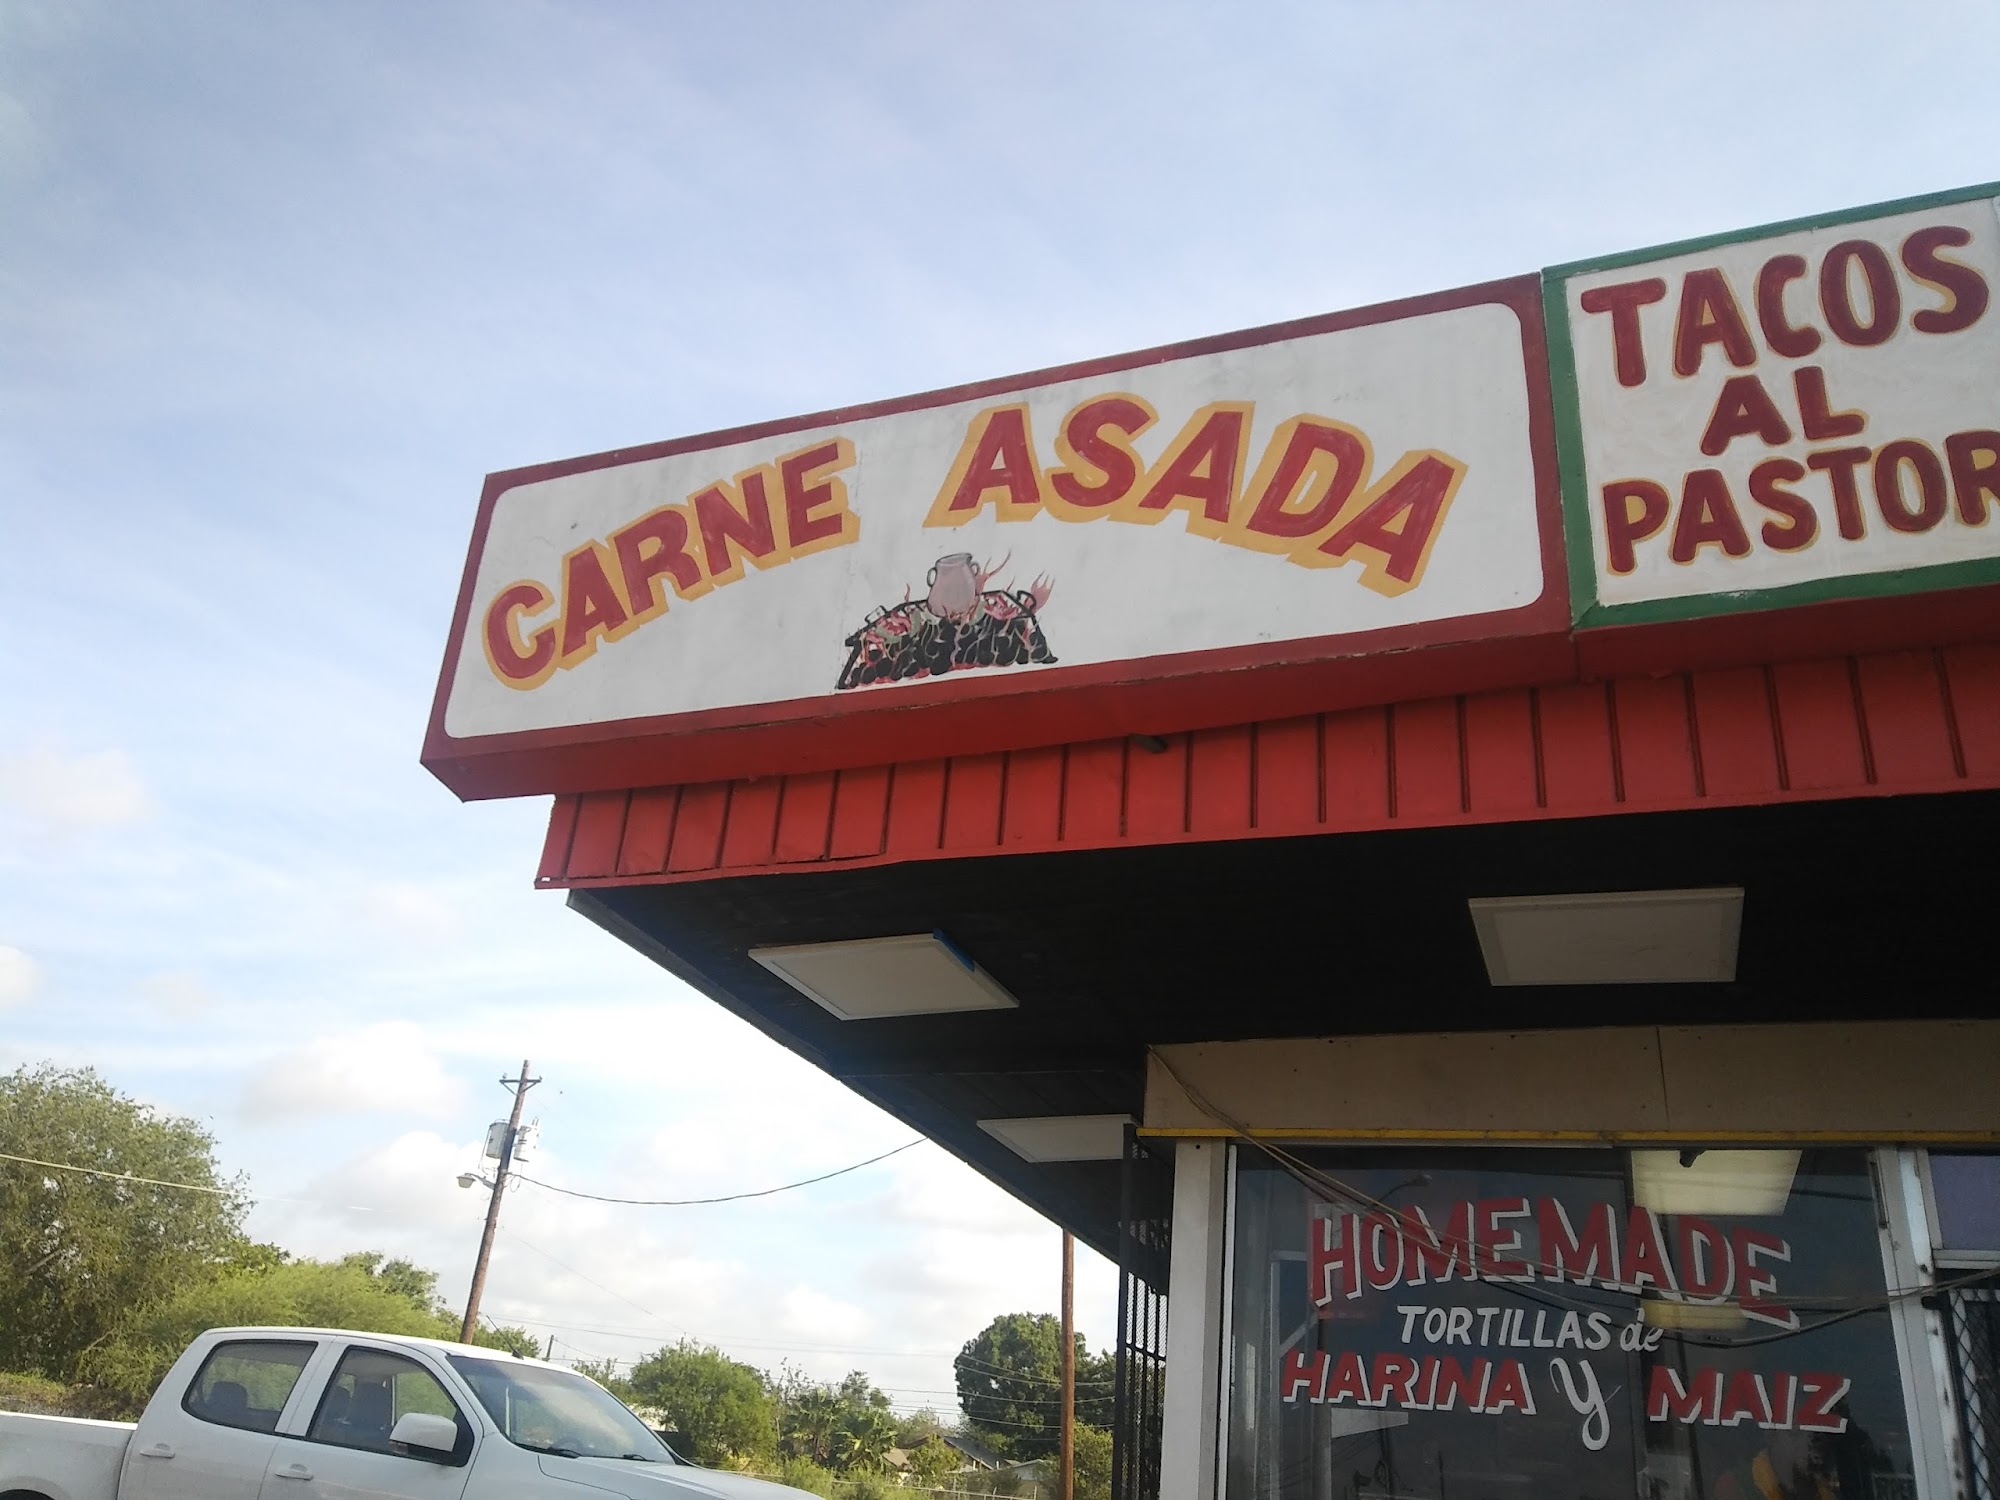 CARNE ASADA
TACOS
AL
PASTOR
HOMEMADE
TORTILLAS de
HARINA Y MAIZ